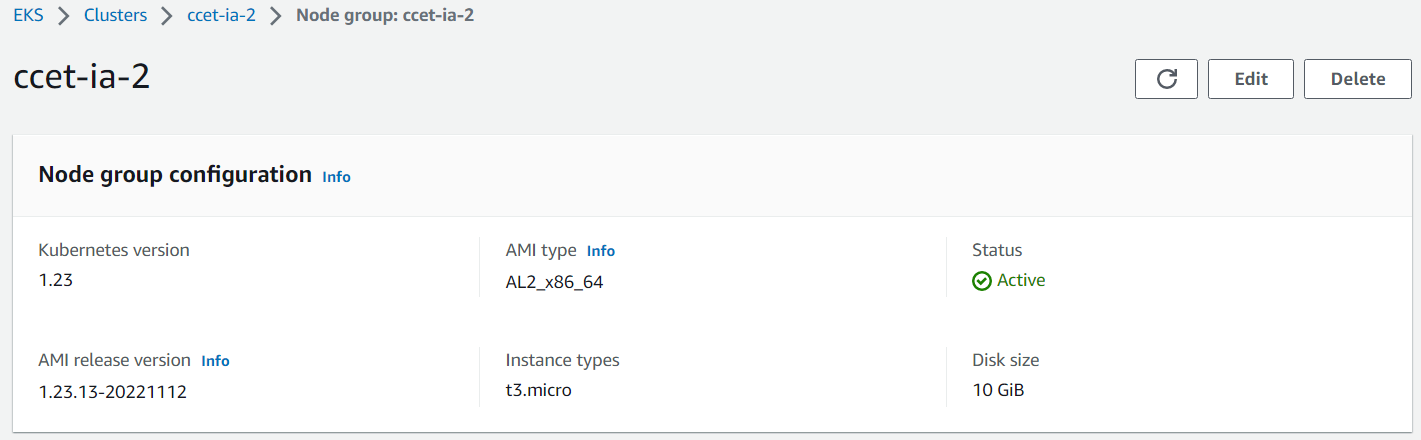 EKS > Clusters > ccet-ia-2 > Node group: ccet-ia-2
ccet-ia-2
Edit
Delete
Node group configuration Info
Kubernetes version
1.23
AMI type Info
AL2_x86_64
Status
Active
AMI release version Info
1.23.13-20221112
Instance types
t3.micro
Disk size
10 GiB